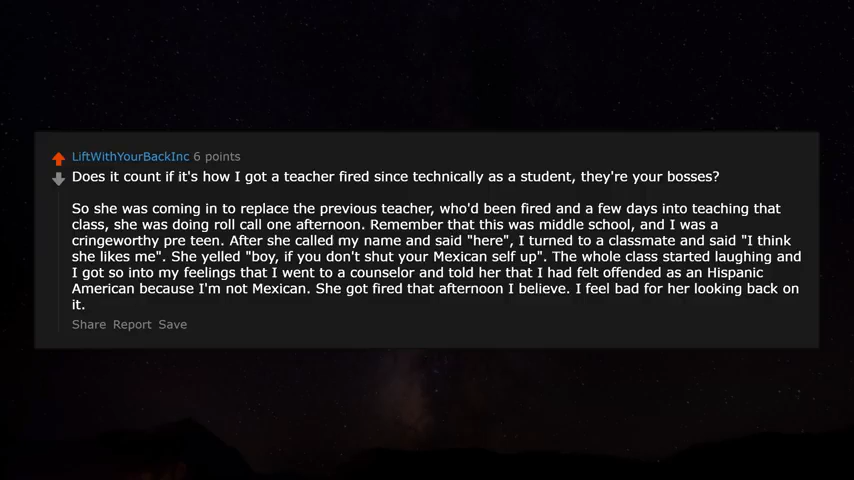 LiftWithYourBackInc 6 points
Does it count if it's how I got a teacher fired since technically as a student, they're your bosses?
So she was coming in to replace the previous teacher, who'd been fired and a few days into teaching that
class, she was doing roll call one afternoon. Remember that this was middle school, and I was a
cringeworthy pre teen. After she called my name and said "here", I turned to a classmate and said "I think
she likes me". She yelled "boy, if you don't shut your Mexican self up". The whole class started laughing and
I got so into my feelings that I went to a counselor and told her that I had felt offended as an Hispanic
American because I'm not Mexican. She got fired that afternoon I believe. I feel bad for her looking back on
it.
Share Report Save